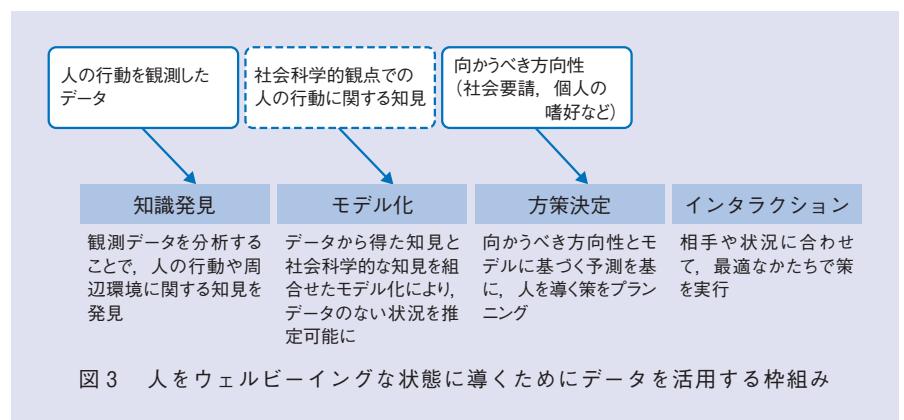 人の行動を観測した
データ
社会科学的観点での
人の行動に関する知見
向かうべき方向性
（社会要請，個人の
嗜好など）
知識発見
観測データを分析する
ことで，人の行動や周
辺環境に関する知見を
発見
モデル化
データから得た知見と
社会科学的な知見を組
合せたモデル化により，
データのない状況を推
定可能に
方策決定
向かうべき方向性とモ
デルに基づく予測を基
に，人を導く策をプラン
ニング
インタラクション
相手や状況に合わせ
て，最適なかたちで策
を実行
図3　人をウェルビーイングな状態に導くためにデータを活用する枠組み